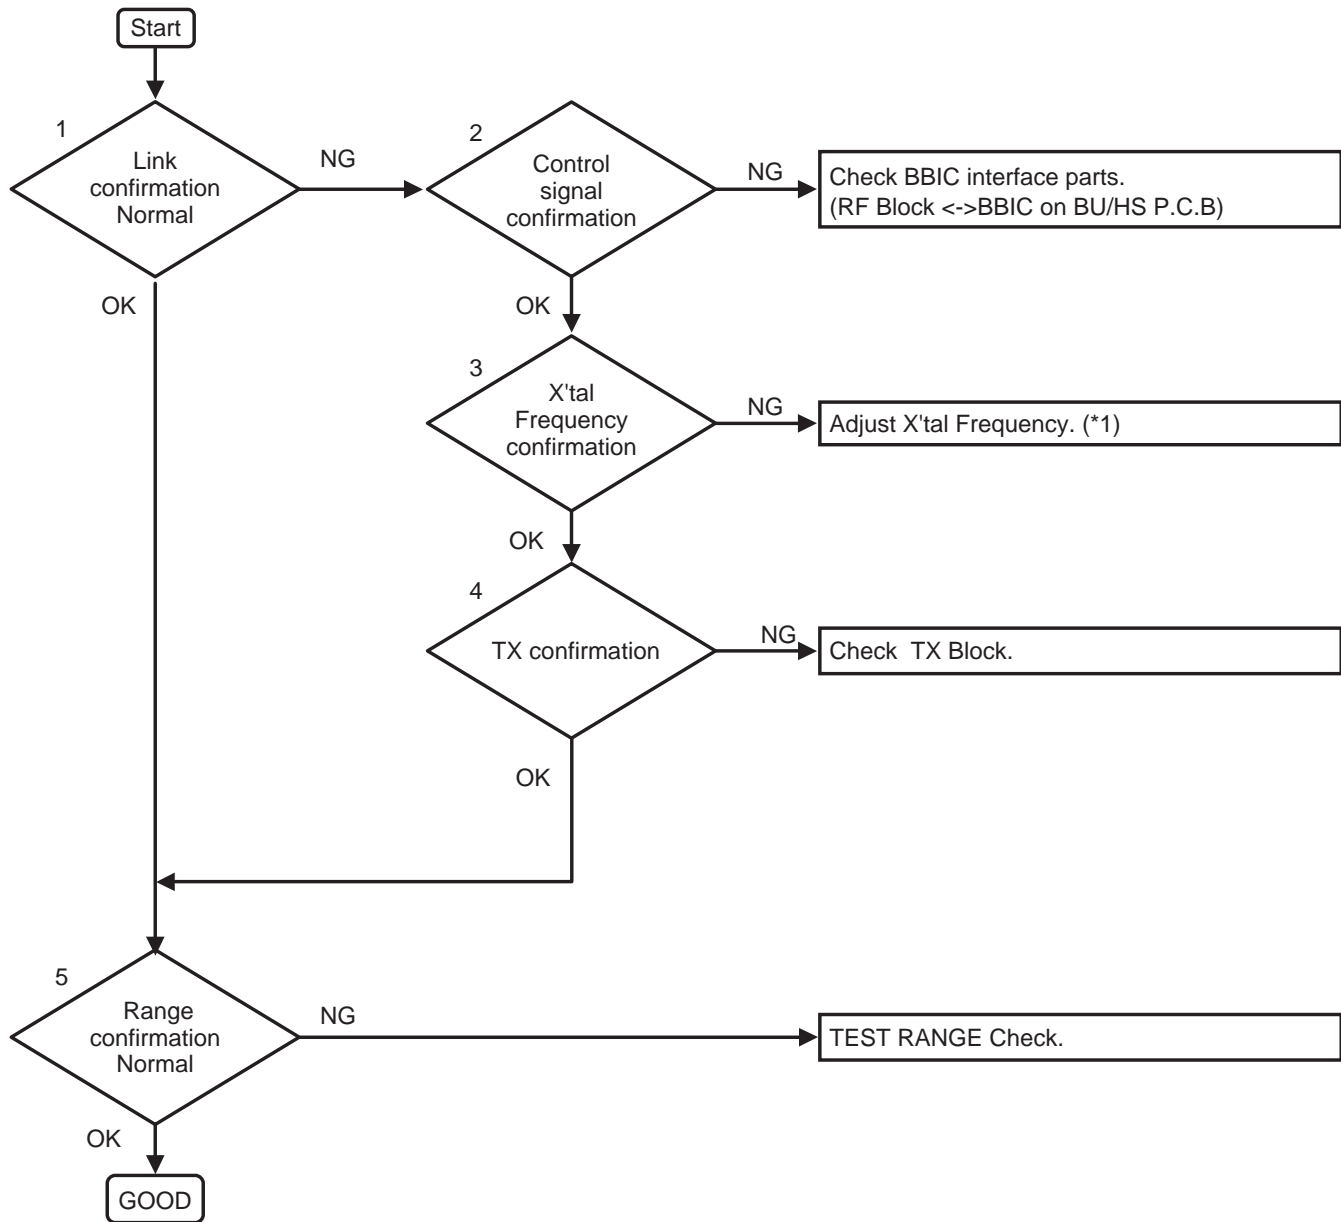 Start
1
Link
confirmation
Normal
NG
2
Control
signal
confirmation
NG
Check BBIC interface parts.
(RF Block <->BBIC on BU/HS P.C.B)
OK
OK
3
X'tal
Frequency
confirmation
NG
Adjust X'tal Frequency. (*1)
OK
4
TX confirmation
NG
Check TX Block.
OK
5
Range
confirmation
Normal
NG
TEST RANGE Check.
OK
GOOD